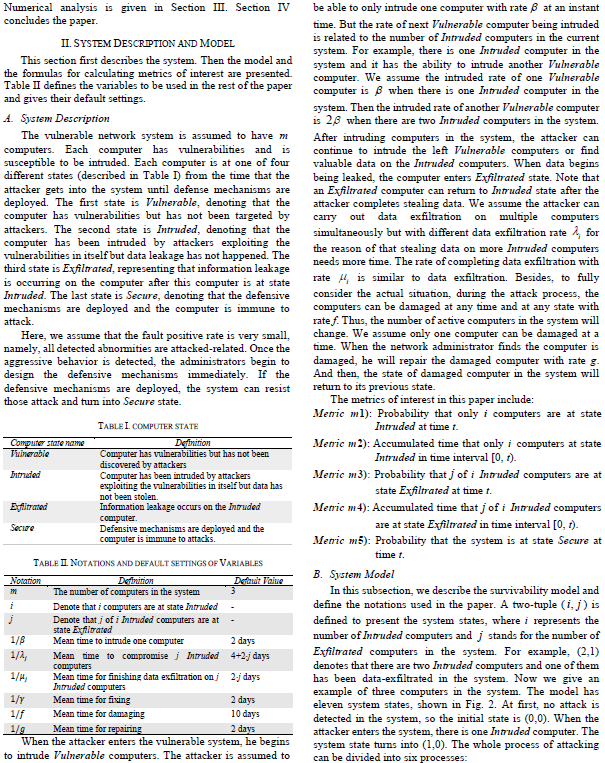 Numerical analysis is given in Section III. Section IV
concludes the paper.
II. SYSTEM DESCRIPTION AND MODEL
This section first describes the system. Then the model and
the formulas for calculating metrics of interest are presented.
Table II defines the variables to be used in the rest of the paper
and gives their default settings.
A. System Description
The vulnerable network system is assumed to have m
computers. Each computer has vulnerabilities and is
susceptible to be intruded. Each computer is at one of four
different states (described in Table I) from the time that the
attacker gets into the system until defense mechanisms are
deployed. The first state is Vulnerable, denoting that the
computer has vulnerabilities but has not been targeted by
attackers. The second state is Intruded, denoting that the
computer has been intruded by attackers exploiting the
vulnerabilities in itself but data leakage has not happened. The
third state is Exfiltrated, representing that information leakage
is occurring on the computer after this computer is at state
Intruded. The last state is Secure, denoting that the defensive
mechanisms are deployed and the computer is immune to
attack.
Here, we assume that the fault positive rate is very small,
namely, all detected abnormities are attacked-related. Once the
aggressive behavior is detected, the administrators begin to
design the defensive mechanisms immediately. If the
defensive mechanisms are deployed, the system can resist
those attack and turn into Secure state.
TABLE I. COMPUTER STATE
Computer state name Definition
Vulnerable Computer has vulnerabilities but has not been
discovered by attackers
Intruded Computer has been intruded by attackers
exploiting the vulnerabilities in itself but data has
not been stolen.
Exfiltrated Information leakage occurs on the Intruded
computer.
Secure Defensive mechanisms are deployed and the
computer is immune to attacks.
TABLE II. NOTATIONS AND DEFAULT SETTINGS OF VARIABLES
Notation Definition Default Value
m The number of computers in the system 3
i Denote that i computers are at state Intruded -
j Denote that j of i Intruded computers are at -
state Exfiltrated
1/β Mean time to intrude one computer 2 days
1/λj Mean time to compromise j Intruded 4+2·j days
computers
1/μj Mean time for finishing data exfiltration on j 2·j days
Intruded computers
1/γ Mean time for fixing 2 days
1/f Mean time for damaging 10 days
1/g Mean time for repairing 2 days
When the attacker enters the vulnerable system, he begins
to intrude Vulnerable computers. The attacker is assumed to
be able to only intrude one computer with rate β at an instant
time. But the rate of next Vulnerable computer being intruded
is related to the number of Intruded computers in the current
system. For example, there is one Intruded computer in the
system and it has the ability to intrude another Vulnerable
computer. We assume the intruded rate of one Vulnerable
computer is β when there is one Intruded computer in the
system. Then the intruded rate of another Vulnerable computer
is 2β when there are two Intruded computers in the system.
After intruding computers in the system, the attacker can
continue to intrude the left Vulnerable computers or find
valuable data on the Intruded computers. When data begins
being leaked, the computer enters Exfiltrated state. Note that
an Exfiltrated computer can return to Intruded state after the
attacker completes stealing data. We assume the attacker can
carry out data exfiltration on multiple computers
simultaneously but with different data exfiltration rate λj for
the reason of that stealing data on more Intruded computers
needs more time. The rate of completing data exfiltration with
rate μi is similar to data exfiltration. Besides, to fully
consider the actual situation, during the attack process, the
computers can be damaged at any time and at any state with
rate f. Thus, the number of active computers in the system will
change. We assume only one computer can be damaged at a
time. When the network administrator finds the computer is
damaged, he will repair the damaged computer with rate g.
And then, the state of damaged computer in the system will
return to its previous state.
The metrics of interest in this paper include:
Metric m1): Probability that only i computers are at state
Intruded at time t.
Metric m2): Accumulated time that only i computers at state
Intruded in time interval [0, t).
Metric m3): Probability that j of i Intruded computers are at
state Exfiltrated at time t.
Metric m4): Accumulated time that j of i Intruded computers
are at state Exfiltrated in time interval [0, t).
Metric m5): Probability that the system is at state Secure at
time t.
B. System Model
In this subsection, we describe the survivability model and
define the notations used in the paper. A two-tuple (i, j) is
defined to present the system states, where i represents the
number of Intruded computers and j stands for the number of
Exfiltrated computers in the system. For example, (2,1)
denotes that there are two Intruded computers and one of them
has been data-exfiltrated in the system. Now we give an
example of three computers in the system. The model has
eleven system states, shown in Fig. 2. At first, no attack is
detected in the system, so the initial state is (0,0). When the
attacker enters the system, there is one Intruded computer. The
system state turns into (1,0). The whole process of attacking
can be divided into six processes: